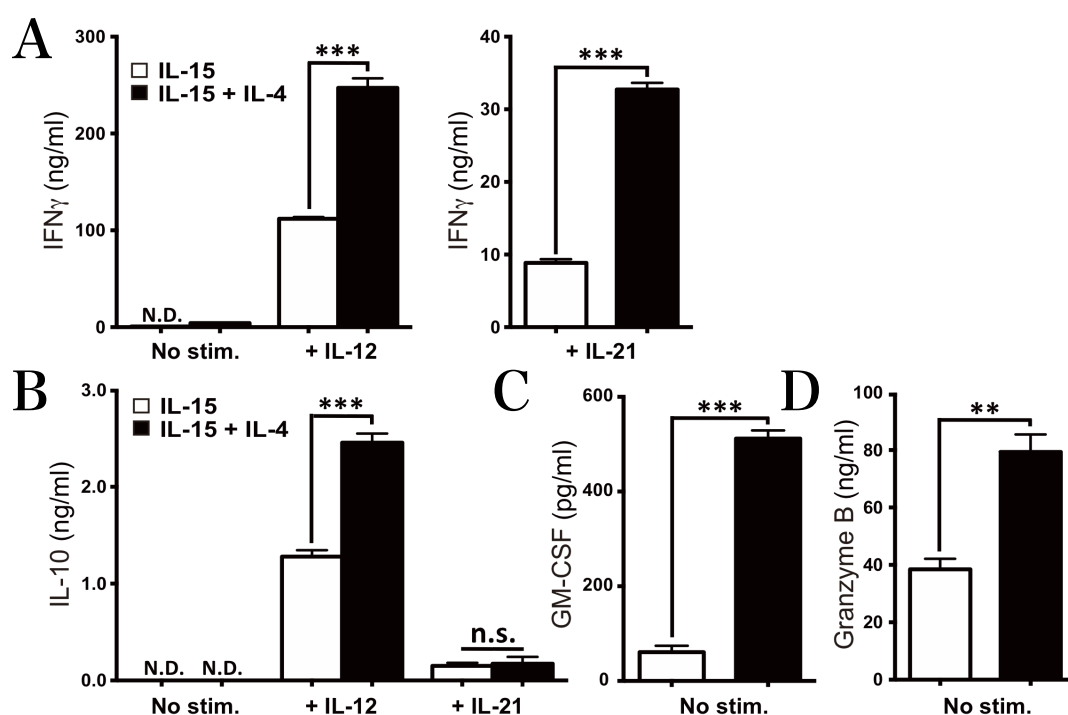 A
IFNγ (ng/ml)
300
200
100
0
IL-15
IL-15 + IL-4
N.D.
***
No stim.
+ IL-12
IFNγ (ng/ml)
40
30
20
10
0
***
+ IL-21
B
IL-10 (ng/ml)
3.0
2.0
1.0
0.0
IL-15
IL-15 + IL-4
N.D.
N.D.
***
n.s.
No stim.
+ IL-12
+ IL-21
C
GM-CSF (pg/ml)
600
400
200
0
***
No stim.
D
Granzyme B (ng/ml)
100
80
60
40
20
0
**
No stim.